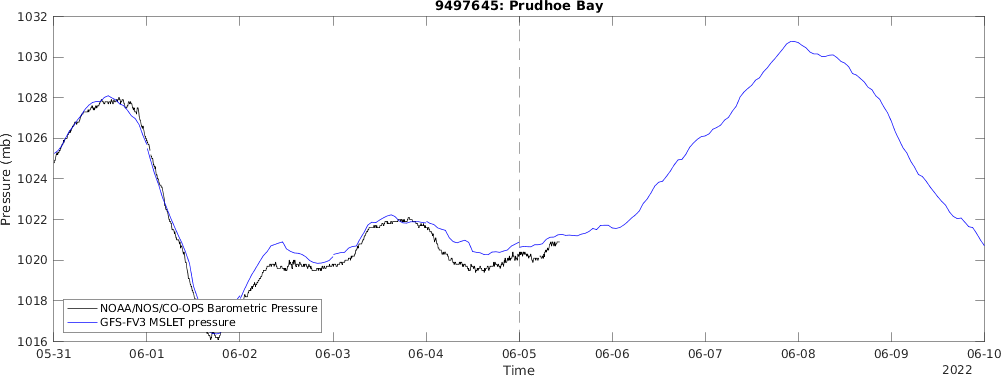 9497645: Prudhoe Bay
1032
1030
1028
1026
1024
1022
1020
1018
1016
Pressure (mb)
NOAA/NOS/CO-OPS Barometric Pressure
GFS-FV3 MSLET pressure
05-31 06-01 06-02 06-03 06-04 06-05 06-06 06-07 06-08 06-09 06-10
Time
2022